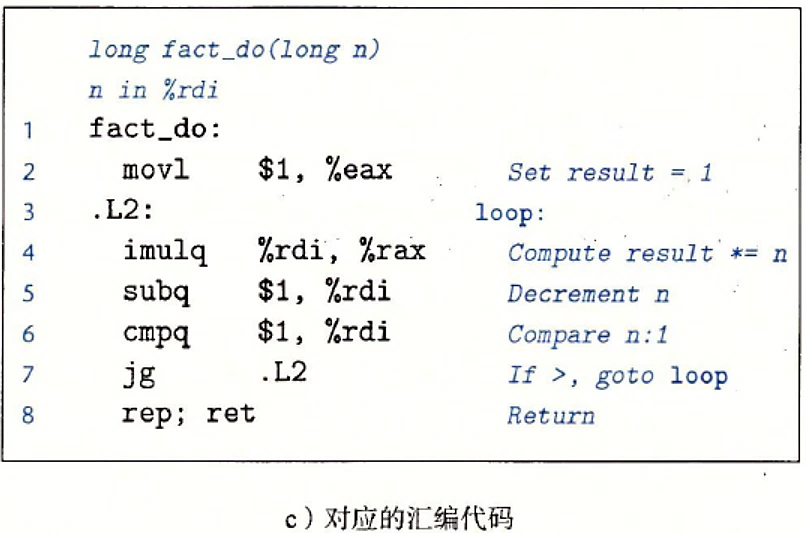 long fact_do(long n)
n in %rdi
1 fact_do:
2 movl $1, %eax Set result = 1
3 .L2: loop:
4 imulq %rdi, %rax Compute result *= n
5 subq $1, %rdi Decrement n
6 cmpq $1, %rdi Compare n:1
7 jg .L2 If >, goto loop
8 rep; ret Return
c）对应的汇编代码